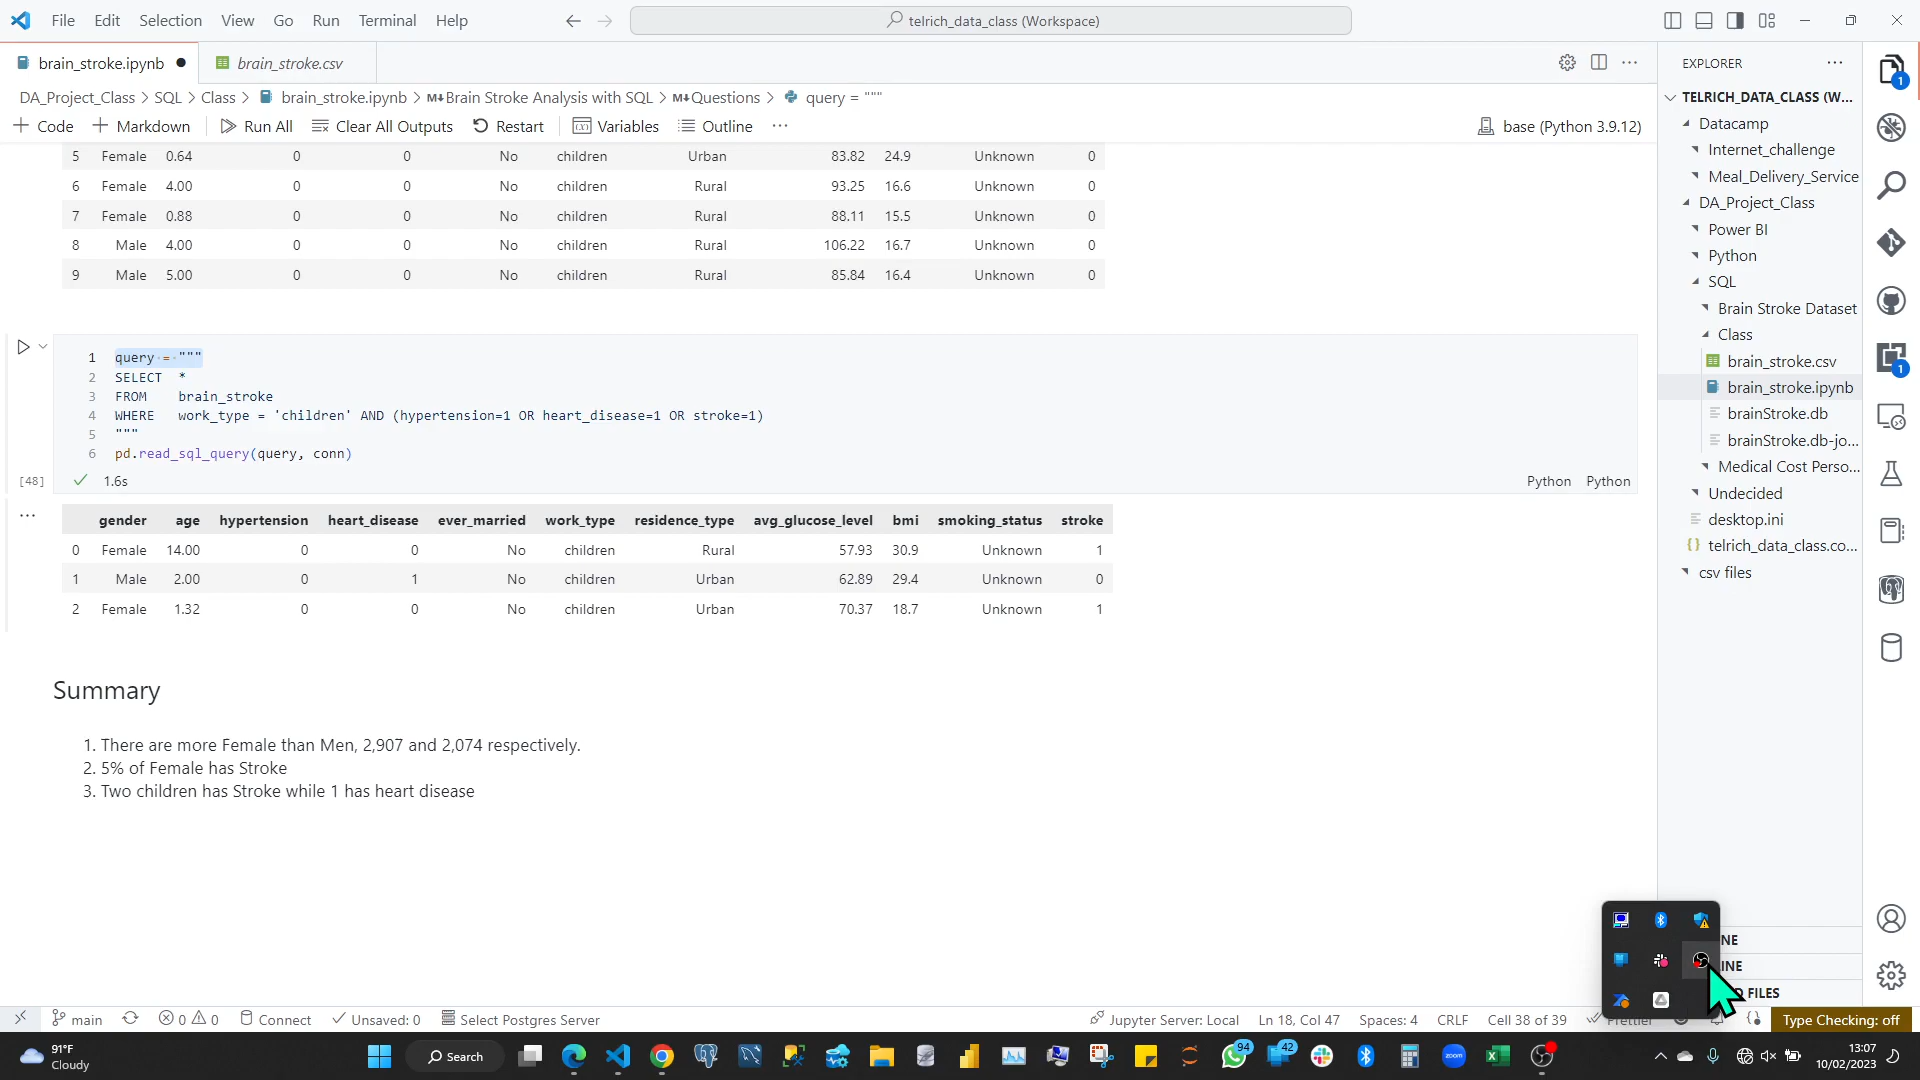 File Edit Selection View Go Run Terminal Help
telrich_data_class (Workspace)
brain_stroke.ipynb
brain_stroke.csv
DA_Project_Class > SQL > Class > brain_stroke.ipynb > M↓Brain Stroke Analysis with SQL > M↓Questions > query = """
Code Markdown Run All Clear All Outputs Restart Variables Outline ...
base (Python 3.9.12)
5 Female 0.64 0 0 No children Urban 83.82 24.9 Unknown 0
6 Female 4.00 0 0 No children Rural 93.25 16.6 Unknown 0
7 Female 0.88 0 0 No children Rural 88.11 15.5 Unknown 0
8 Male 4.00 0 0 No children Rural 106.22 16.7 Unknown 0
9 Male 5.00 0 0 No children Rural 85.84 16.4 Unknown 0
1 query = """
2 SELECT *
3 FROM brain_stroke
4 WHERE work_type = 'children' AND (hypertension=1 OR heart_disease=1 OR stroke=1)
5 """
6 pd.read_sql_query(query, conn)
[48] 1.6s Python Python
gender age hypertension heart_disease ever_married work_type residence_type avg_glucose_level bmi smoking_status stroke
0 Female 14.00 0 0 No children Rural 57.93 30.9 Unknown 1
1 Male 2.00 0 1 No children Urban 62.89 29.4 Unknown 0
2 Female 1.32 0 0 No children Urban 70.37 18.7 Unknown 1
Summary
1. There are more Female than Men, 2,907 and 2,074 respectively.
2. 5% of Female has Stroke
3. Two children has Stroke while 1 has heart disease
EXPLORER
TELRICH_DATA_CLASS (W...
Datacamp
Internet_challenge
Meal_Delivery_Service
DA_Project_Class
Power BI
Python
SQL
Brain Stroke Dataset
Class
brain_stroke.csv
brain_stroke.ipynb
brainStroke.db
brainStroke.db-jo...
Medical Cost Perso...
Undecided
desktop.ini
telrich_data_class.co...
csv files
NE
INE
FILES
1
1
main 0 0 Connect Unsaved: 0 Select Postgres Server
Jupyter Server: Local Ln 18, Col 47 Spaces: 4 CRLF Cell 38 of 39 Prettier Type Checking: off
91°F
Cloudy
Search
94
42
zoom
13:07
10/02/2023